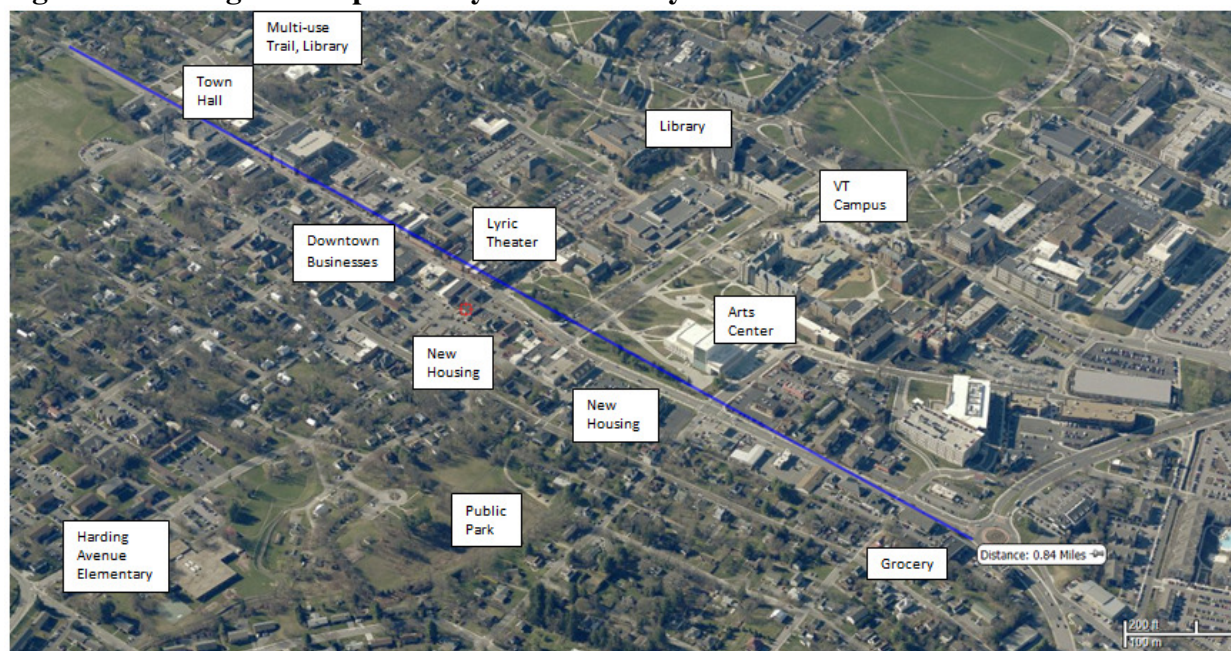 Multi-use
Trail, Library
Town
Hall
Library
VT
Campus
Lyric
Theater
Downtown
Businesses
Arts
Center
New
Housing
New
Housing
Public
Park
Harding
Avenue
Elementary
Grocery
Distance: 0.84 Miles
200 ft
100 m